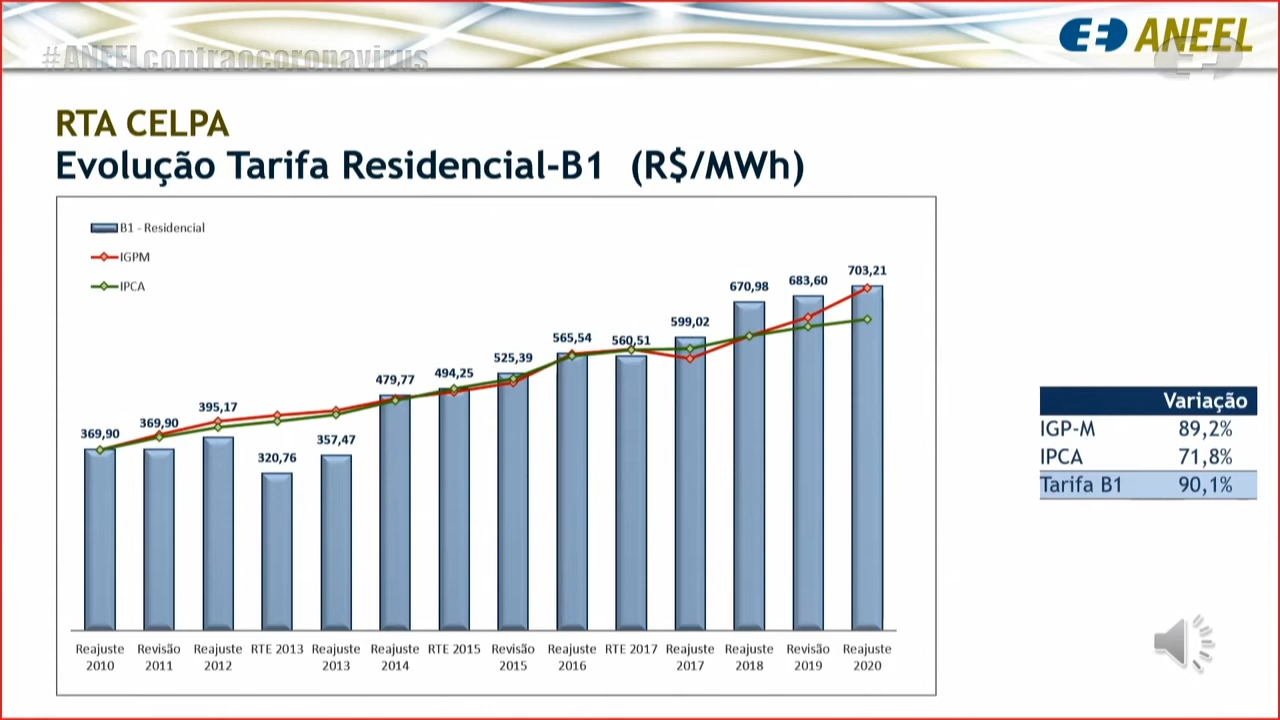 #ANEELcontraocoronavirus
ANEEL
RTA CELPA
Evolução Tarifa Residencial-B1 (R$/MWh)
B1 - Residencial
IGPM
IPCA
369,90
369,90
395,17
320,76
357,47
479,77
494,25
525,39
565,54
560,51
599,02
670,98
683,60
703,21
Reajuste 2010
Revisão 2011
Reajuste 2012
RTE 2013
Reajuste 2013
Reajuste 2014
RTE 2015
Revisão 2015
Reajuste 2016
RTE 2017
Reajuste 2017
Reajuste 2018
Revisão 2019
Reajuste 2020
Variação
IGP-M 89,2%
IPCA 71,8%
Tarifa B1 90,1%